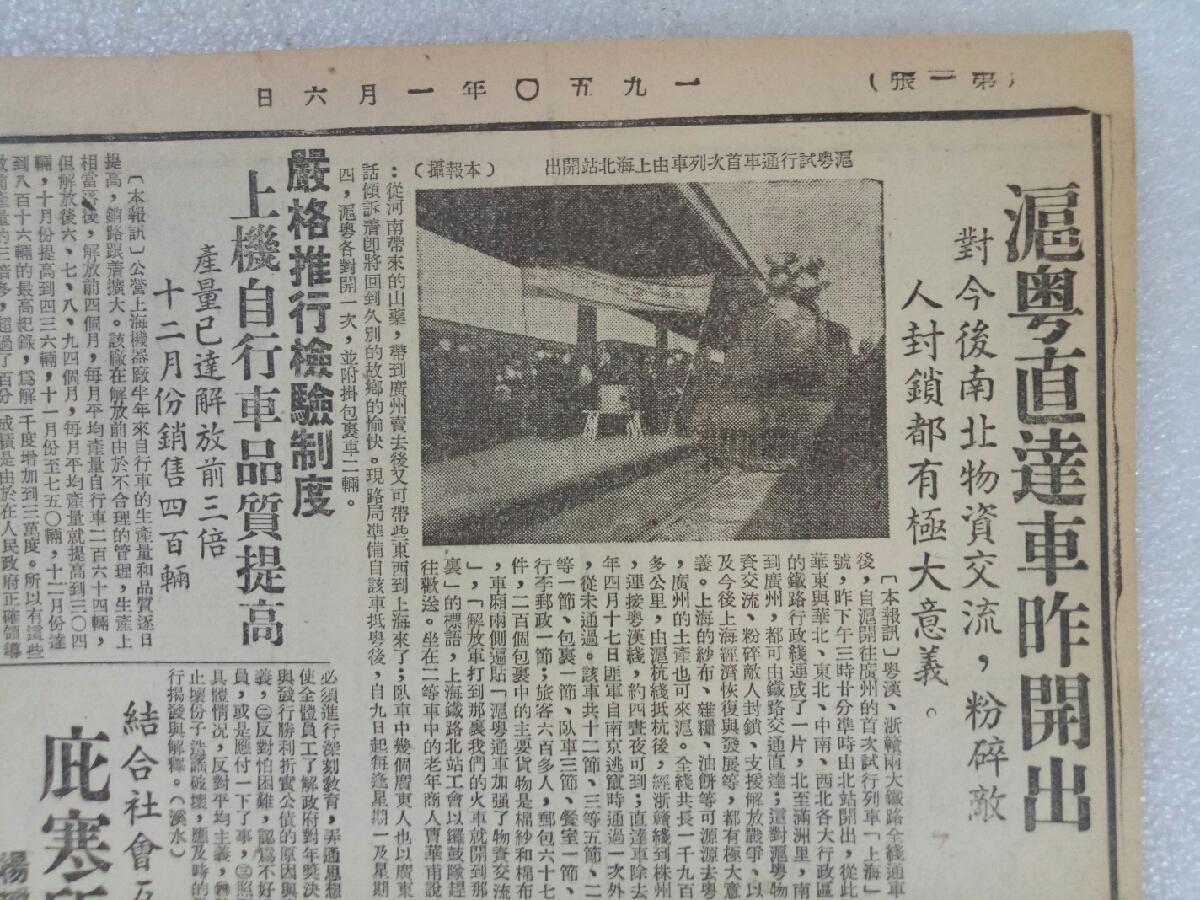 （第一張）
一九五〇年一月六日
滬粤直達車昨開出
對今後南北物資交流，粉碎敵
人封鎖都有極大意義。
滬粤試行通車首次列車由上海北站開出
（本報攝）
〔本報訊〕粤漢、浙贛兩大鐵路全綫通車
後，自滬開往廣州的首次試行列車「上海」
號，昨下午三時廿分準時由北站開出，從此
華東與華北、東北、中南、西北各大行政區
的鐵路行政綫連成了一片，北至滿洲里，南
到廣州，都可由鐵路交通直達；這對滬粤物
資交流、粉碎敵人封鎖、支援解放戰爭、以
及今後上海經濟恢復與發展等，都有極大意
義。上海的紗布、雜糧、油餅等可源源去粤
，廣州的土產也可來滬。全綫共長一千九百
多公里，由滬杭綫抵杭後，經浙贛綫到株州
，連接粤漢綫，約四晝夜可到；直達車除去
年四月十七日匪軍自南京逃竄時通過一次外
，從未通過。該車共十二節、三等五節、二
等一節、包裹一節、臥車三節、餐室一節、
行李郵政一節；旅客六百多人，郵包六十七
件，二百個包裹中的主要貨物是棉紗和棉布
，車廂兩側遍貼「滬粤通車加强了物資交流
」，「解放軍打到那裏我們的火車就開到那
裏」的標語，上海鐵路北站工會以鑼鼓隊趕
往歡送。坐在二等車中的老年商人賈華甫說
：從河南帶來的山藥，帶到廣州賣去後又可帶些東西到上海來了；臥車中幾個廣東人也以廣東
話傾訴着即將回到久別的故鄉的愉快。現路局準備自該車抵粤後，自九日起每逢星期一及星期
四，滬粤各對開一次，並附掛包裹車二輛。
嚴格推行檢驗制度
上機自行車品質提高
產量已達解放前三倍
十二月份銷售四百輛
〔本報訊〕公營上海機器廠半年來自行車的生產量和品質逐日
提高，銷路跟着擴大。該廠在解放前由於不合理的管理，生產上
相當落後，解放前四個月，每月平均產量自行車二百六十四輛，
但解放後六、七、八、九四個月，每月平均產量就提高到三〇四
輛，十月份提高到四三六輛，十一月份至七五〇輛，十二月份達
到八百十六輛的最高紀錄，爲解
千度增加到三萬度。所以有這些
成績是由於在人民政府正確領導
必須進行深刻教育，弄通思想
使全體員工了解政府對年獎決
與發行勝利折實公債的原因與
義，㊁反對怕困難，認爲不好
員，或是應付一下了事，㊂照
具體情况，反對平均主義，
止壞份子造謠破壞，應及時的
行揭發與解釋。（溪水）
結合社會
庇寒所
楊